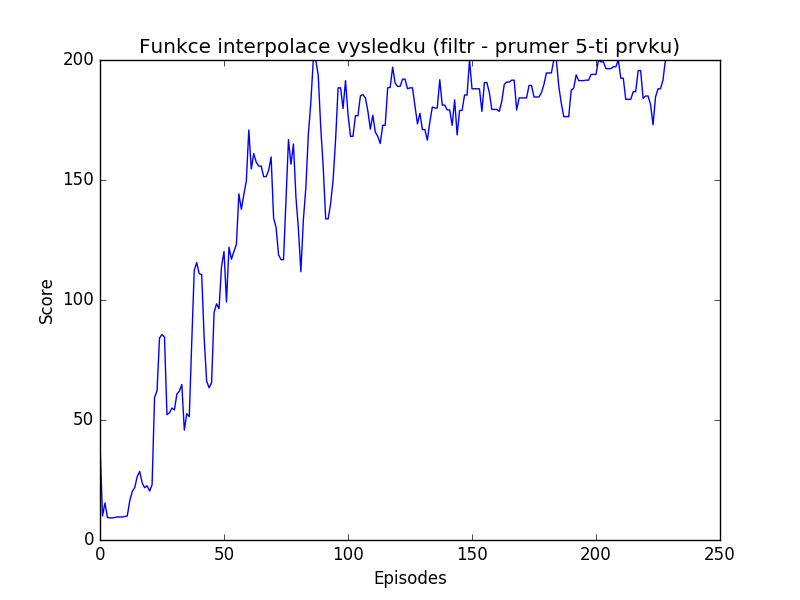 Funkce interpolace vysledku (filtr - prumer 5-ti prvku)
200
150
100
50
0
Score
0 50 100 150 200 250
Episodes